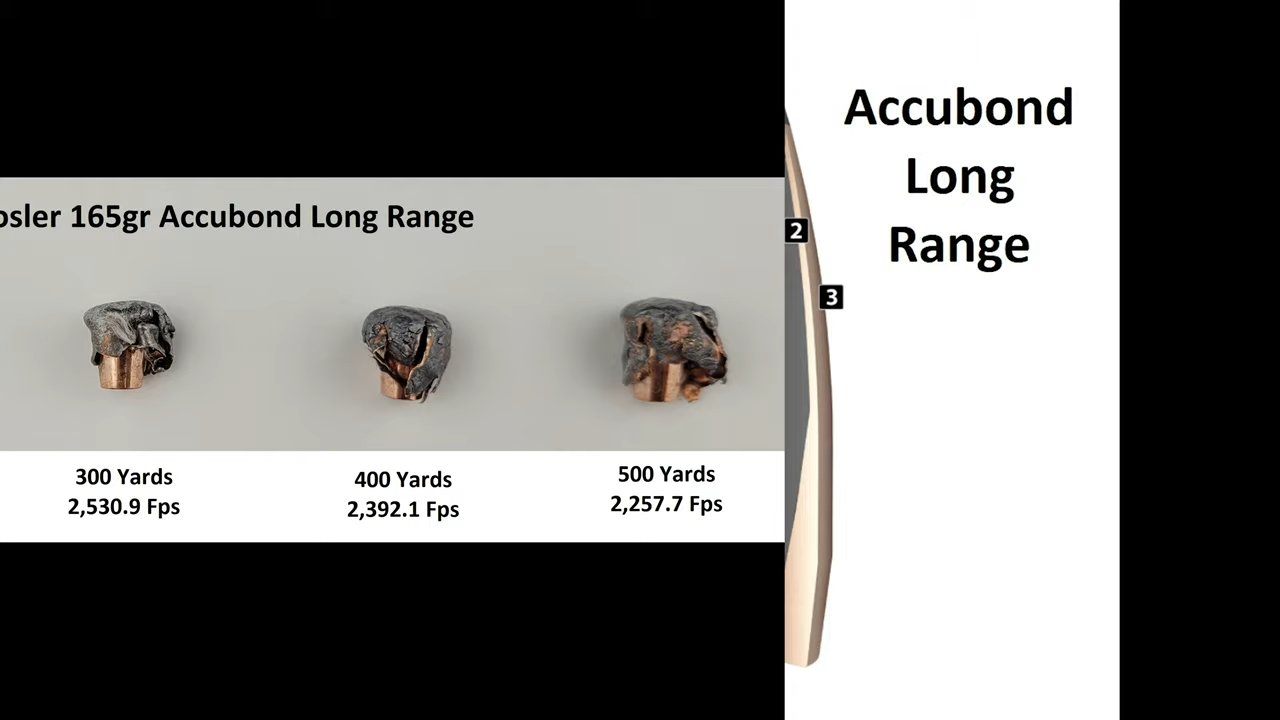 osler 165gr Accubond Long Range
300 Yards
2,530.9 Fps
400 Yards
2,392.1 Fps
500 Yards
2,257.7 Fps
Accubond
Long
Range
2
3